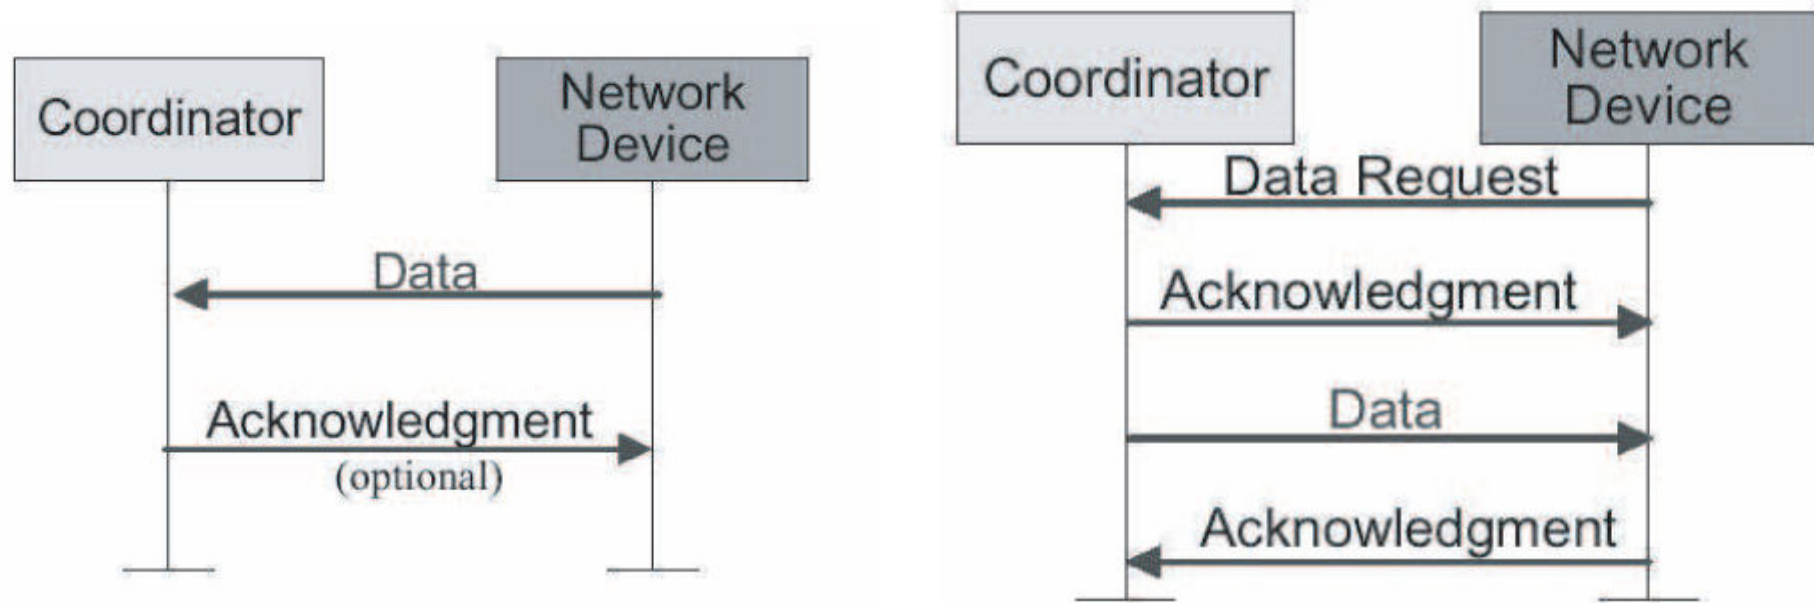 Coordinator
Network
Device
Data
Acknowledgment
(optional)
Coordinator
Network
Device
Data Request
Acknowledgment
Data
Acknowledgment